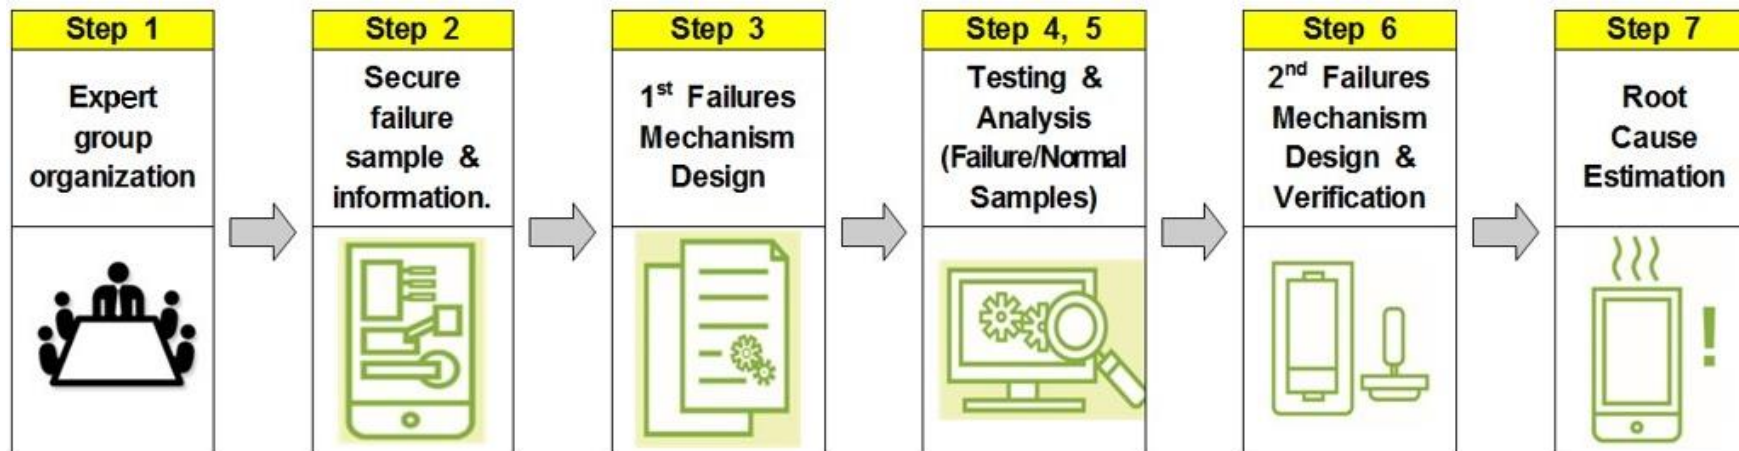 Step 1
Expert
group
organization
Step 2
Secure
failure
sample &
information.
Step 3
1st Failures
Mechanism
Design
Step 4, 5
Testing &
Analysis
(Failure/Normal
Samples)
Step 6
2nd Failures
Mechanism
Design &
Verification
Step 7
Root
Cause
Estimation
!